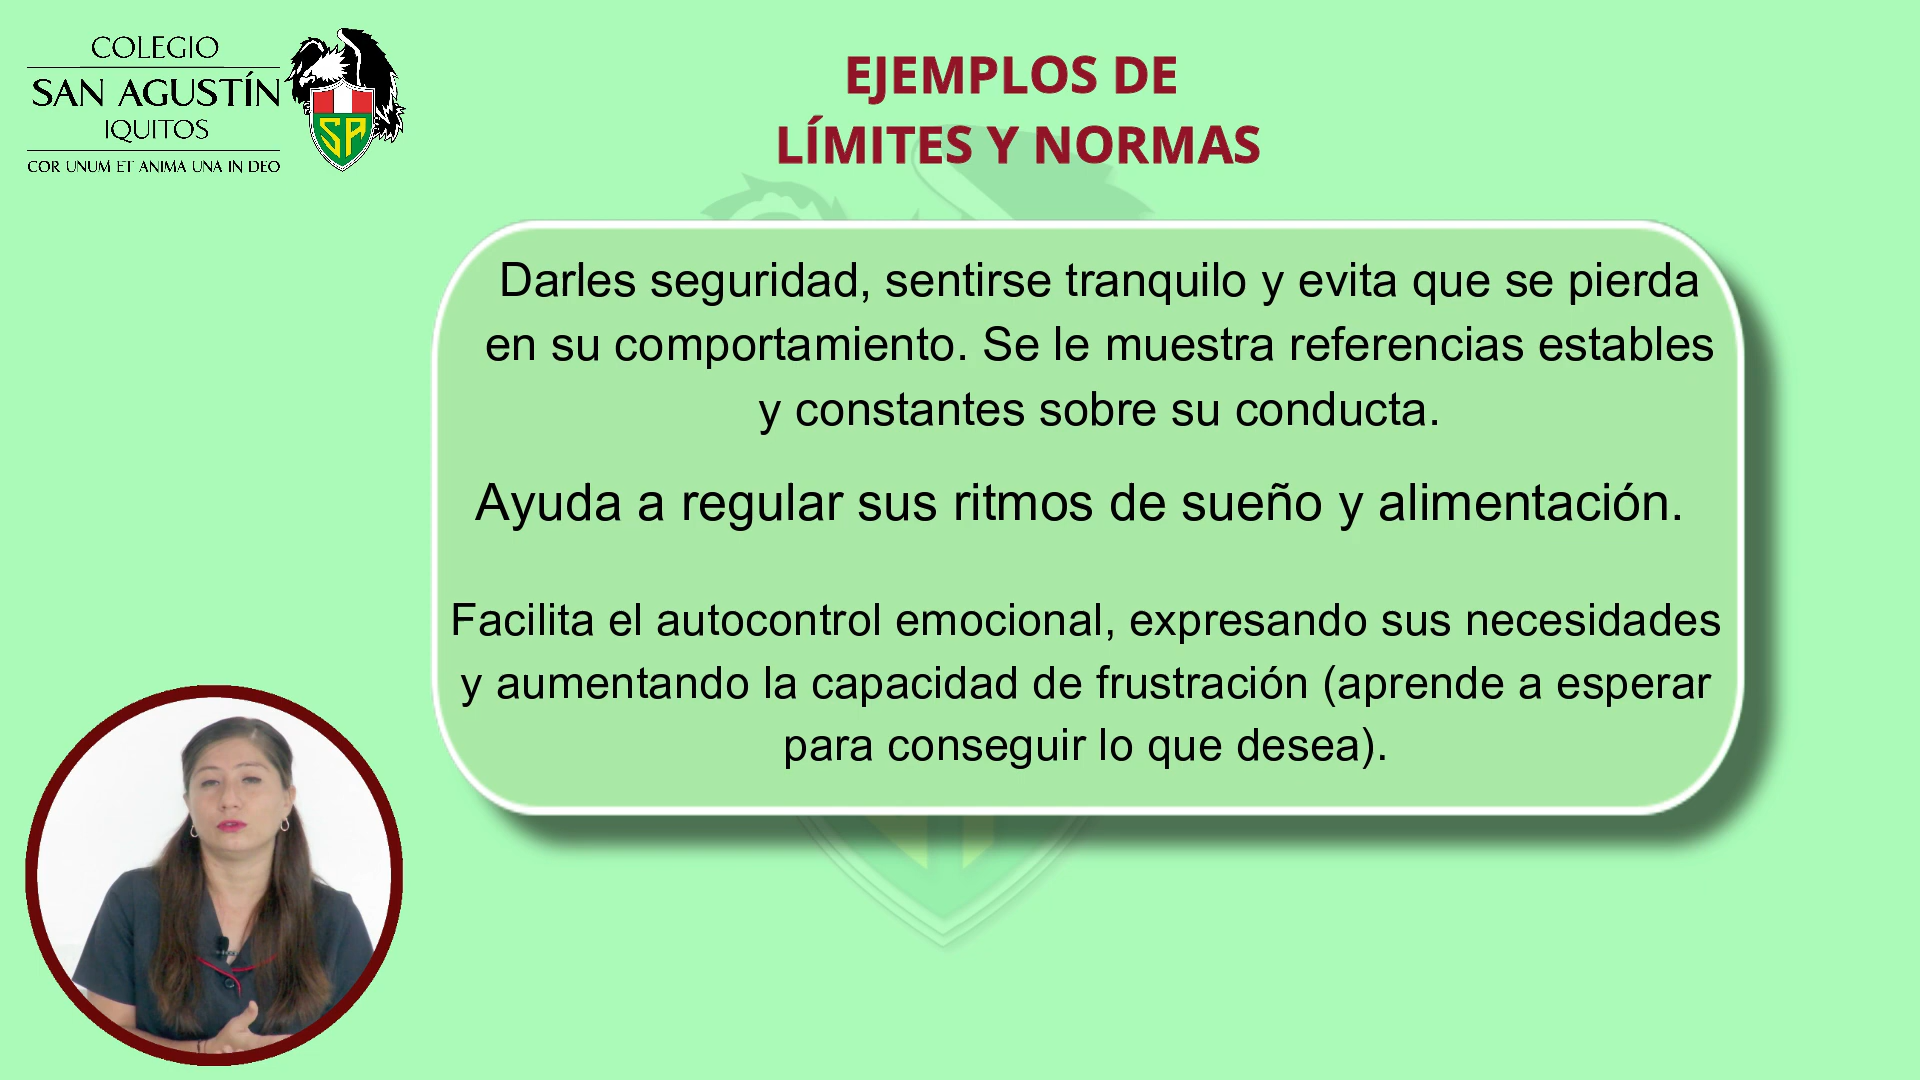 COLEGIO
SAN AGUSTÍN
IQUITOS
COR UNUM ET ANIMA UNA IN DEO
SA
EJEMPLOS DE
LÍMITES Y NORMAS
Darles seguridad, sentirse tranquilo y evita que se pierda
en su comportamiento. Se le muestra referencias estables
y constantes sobre su conducta.
Ayuda a regular sus ritmos de sueño y alimentación.
Facilita el autocontrol emocional, expresando sus necesidades
y aumentando la capacidad de frustración (aprende a esperar
para conseguir lo que desea).